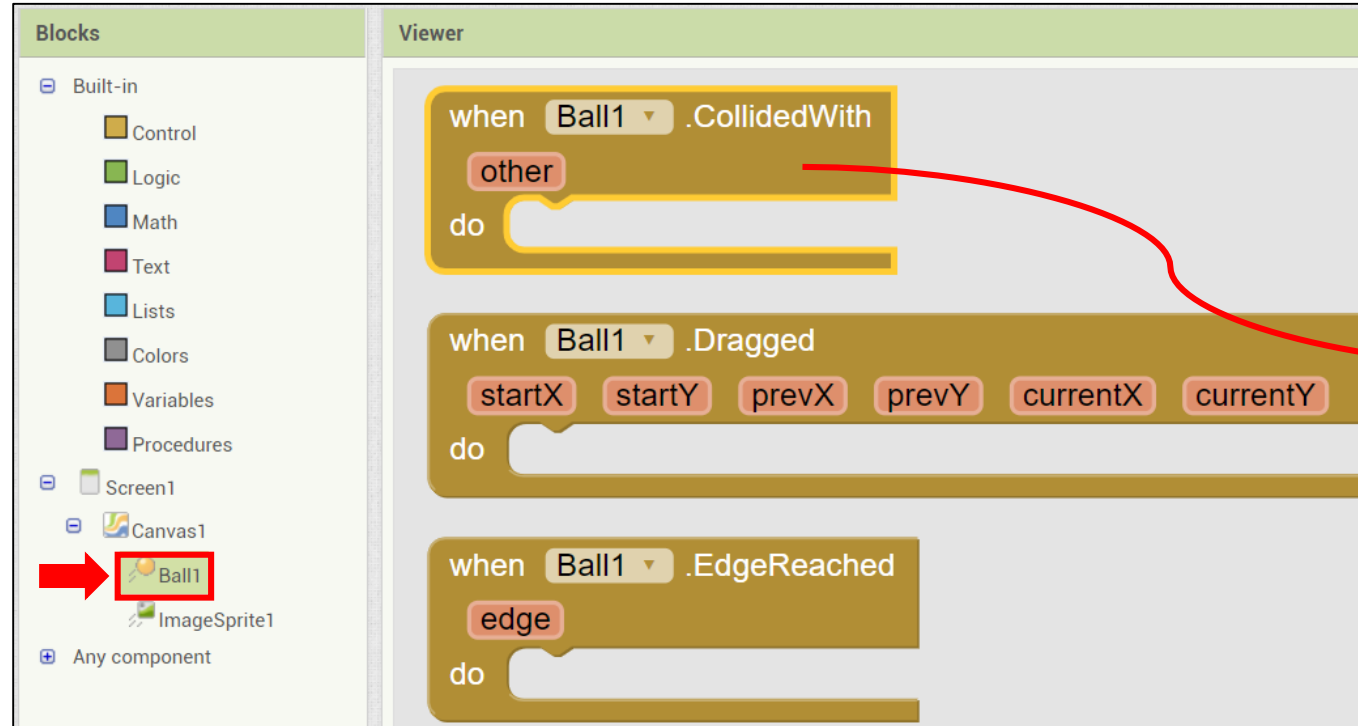 Blocks
Built-in
Control
Logic
Math
Text
Lists
Colors
Variables
Procedures
Screen1
Canvas1
Ball1
ImageSprite1
Any component
Viewer
when Ball1 .CollidedWith
other
do
when Ball1 .Dragged
startX startY prevX prevY currentX currentY
do
when Ball1 .EdgeReached
edge
do